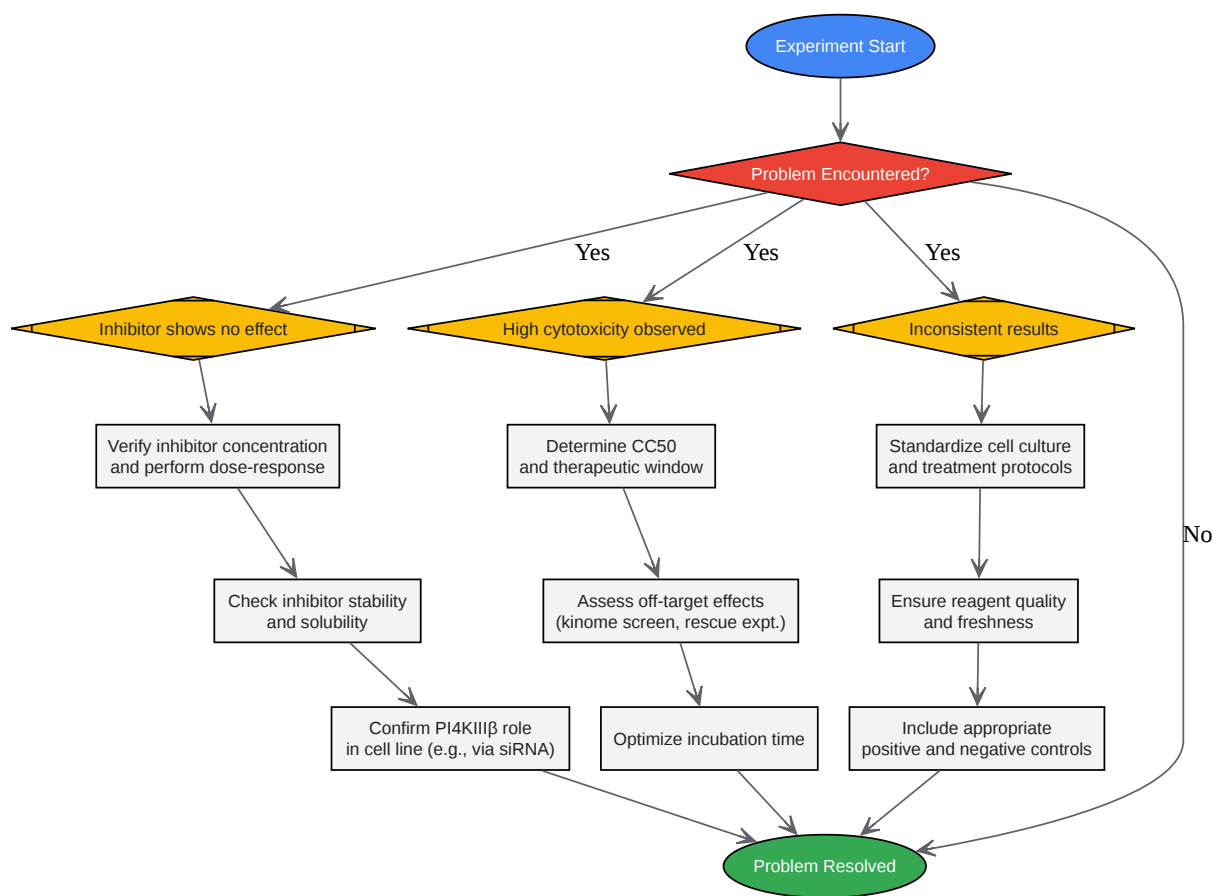 Experiment Start
Problem Encountered?
Yes
Yes
Yes
Inhibitor shows no effect
High cytotoxicity observed
Inconsistent results
Verify inhibitor concentration
and perform dose-response
Determine CC50
and therapeutic window
Standardize cell culture
and treatment protocols
No
Check inhibitor stability
and solubility
Assess off-target effects
(kinome screen, rescue expt.)
Ensure reagent quality
and freshness
Confirm PI4KIIIβ role
in cell line (e.g., via siRNA)
Optimize incubation time
Include appropriate
positive and negative controls
Problem Resolved